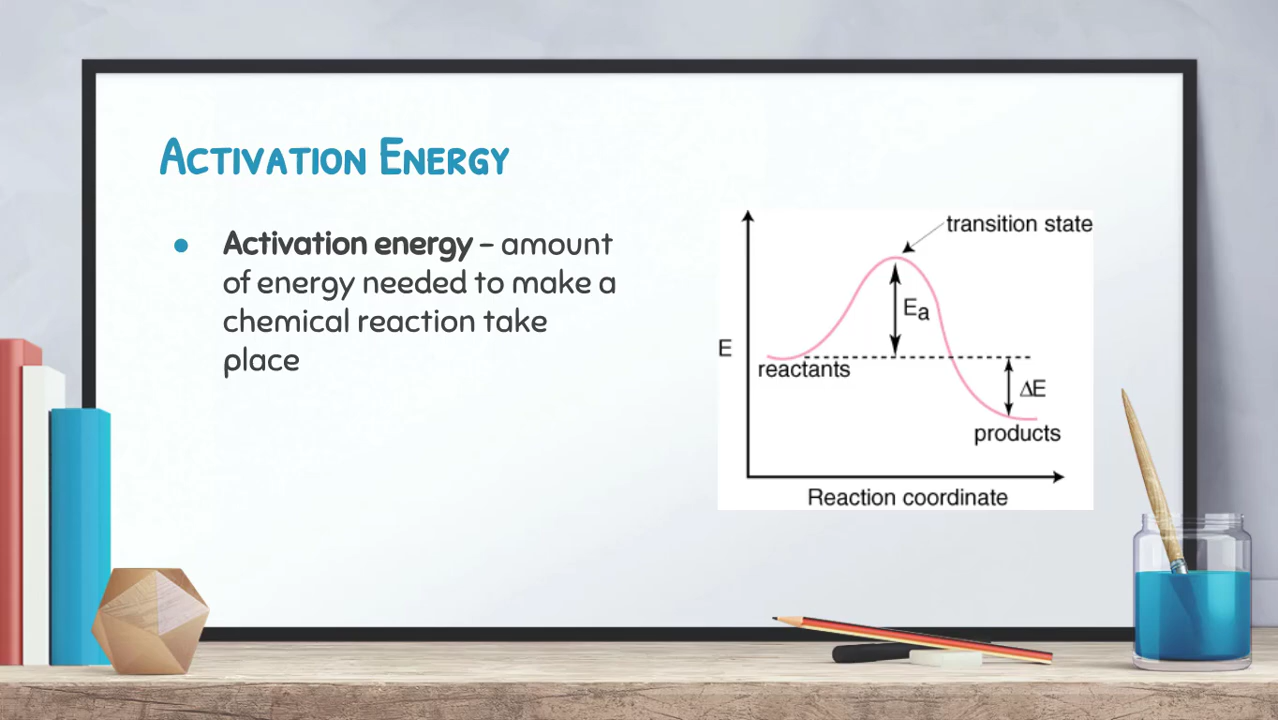 Activation Energy
● Activation energy – amount
of energy needed to make a
chemical reaction take
place
transition state
Ea
E
reactants
ΔE
products
Reaction coordinate